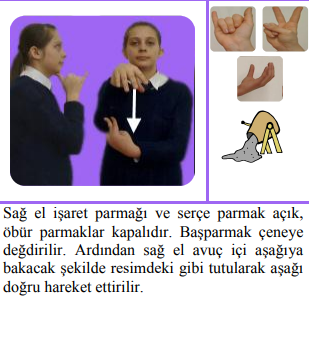 Sağ el işaret parmağı ve serçe parmak açık,
öbür parmaklar kapalıdır. Başparmak çeneye
değdirilir. Ardından sağ el avuç içi aşağıya
bakacak şekilde resimdeki gibi tutularak aşağı
doğru hareket ettirilir.